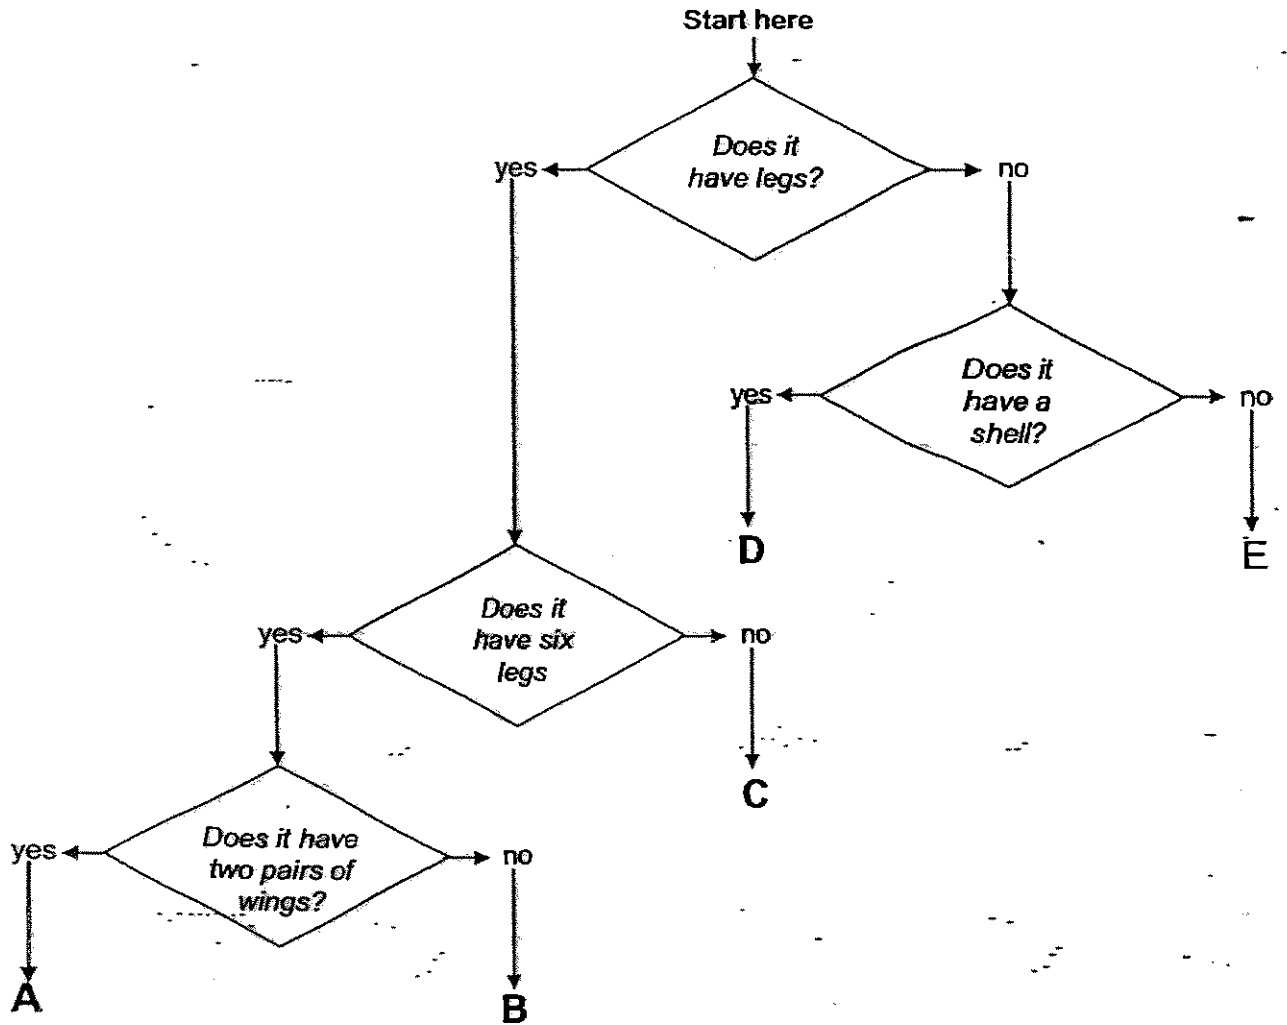 Start here
Does it
have legs?
yes
no
Does it
have a
shell?
yes
no
D
E
Does it
have six
legs
yes
no
C
Does it have
two pairs of
wings?
yes
no
A
B